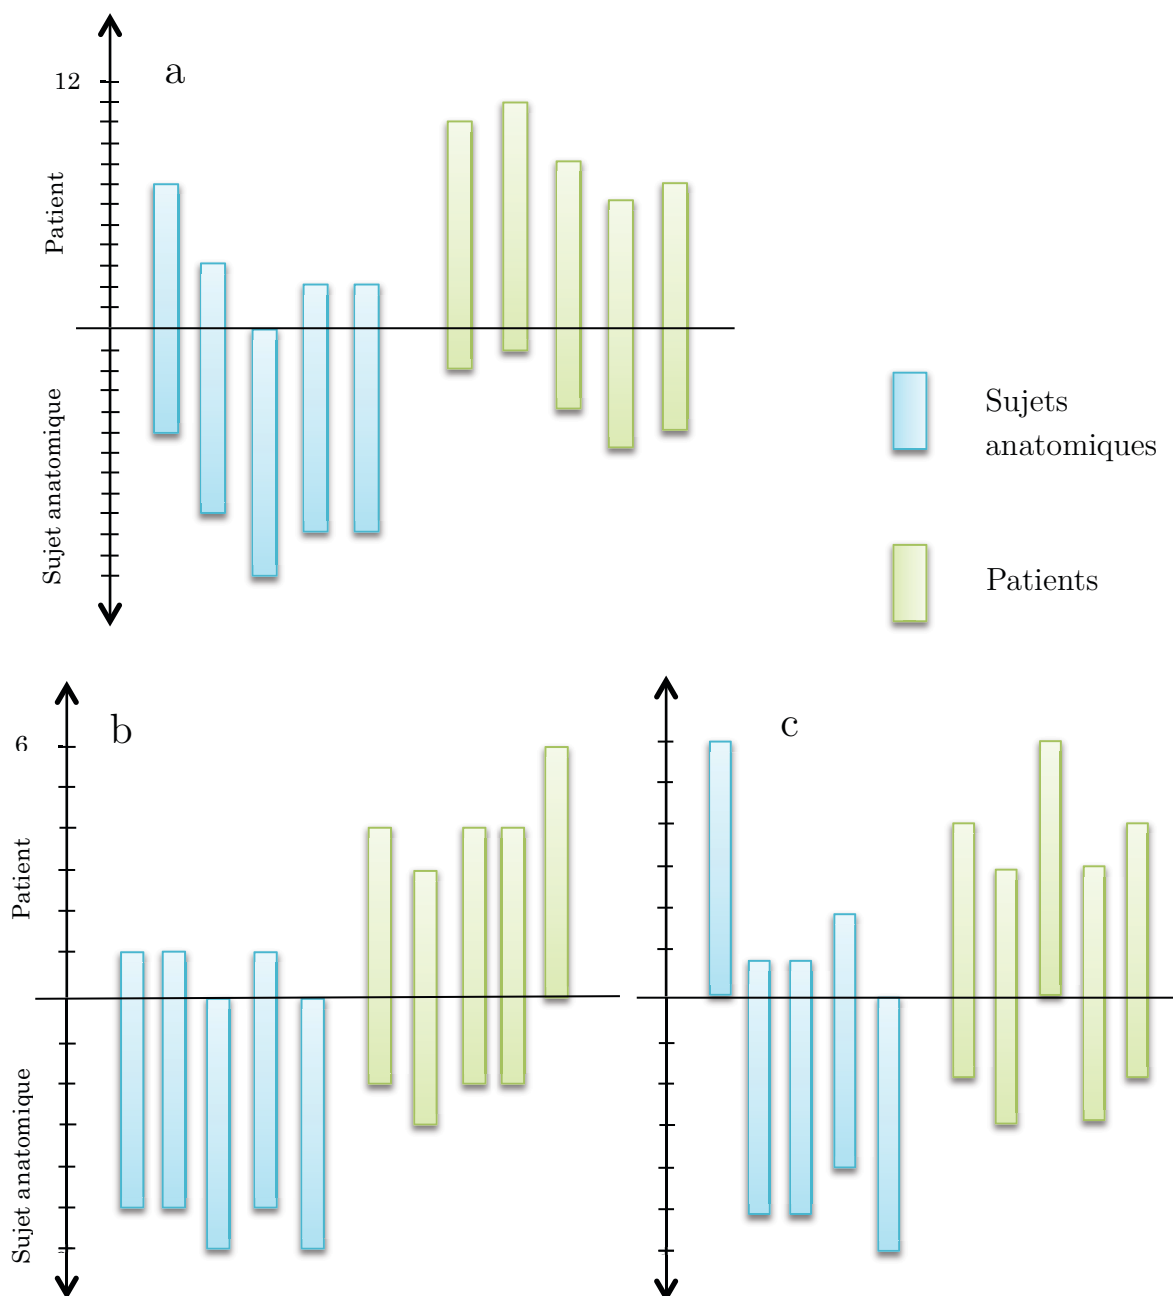 a
12
Patient
Sujet anatomique
Sujets
anatomiques
Patients
b
6
Patient
Sujet anatomique
c